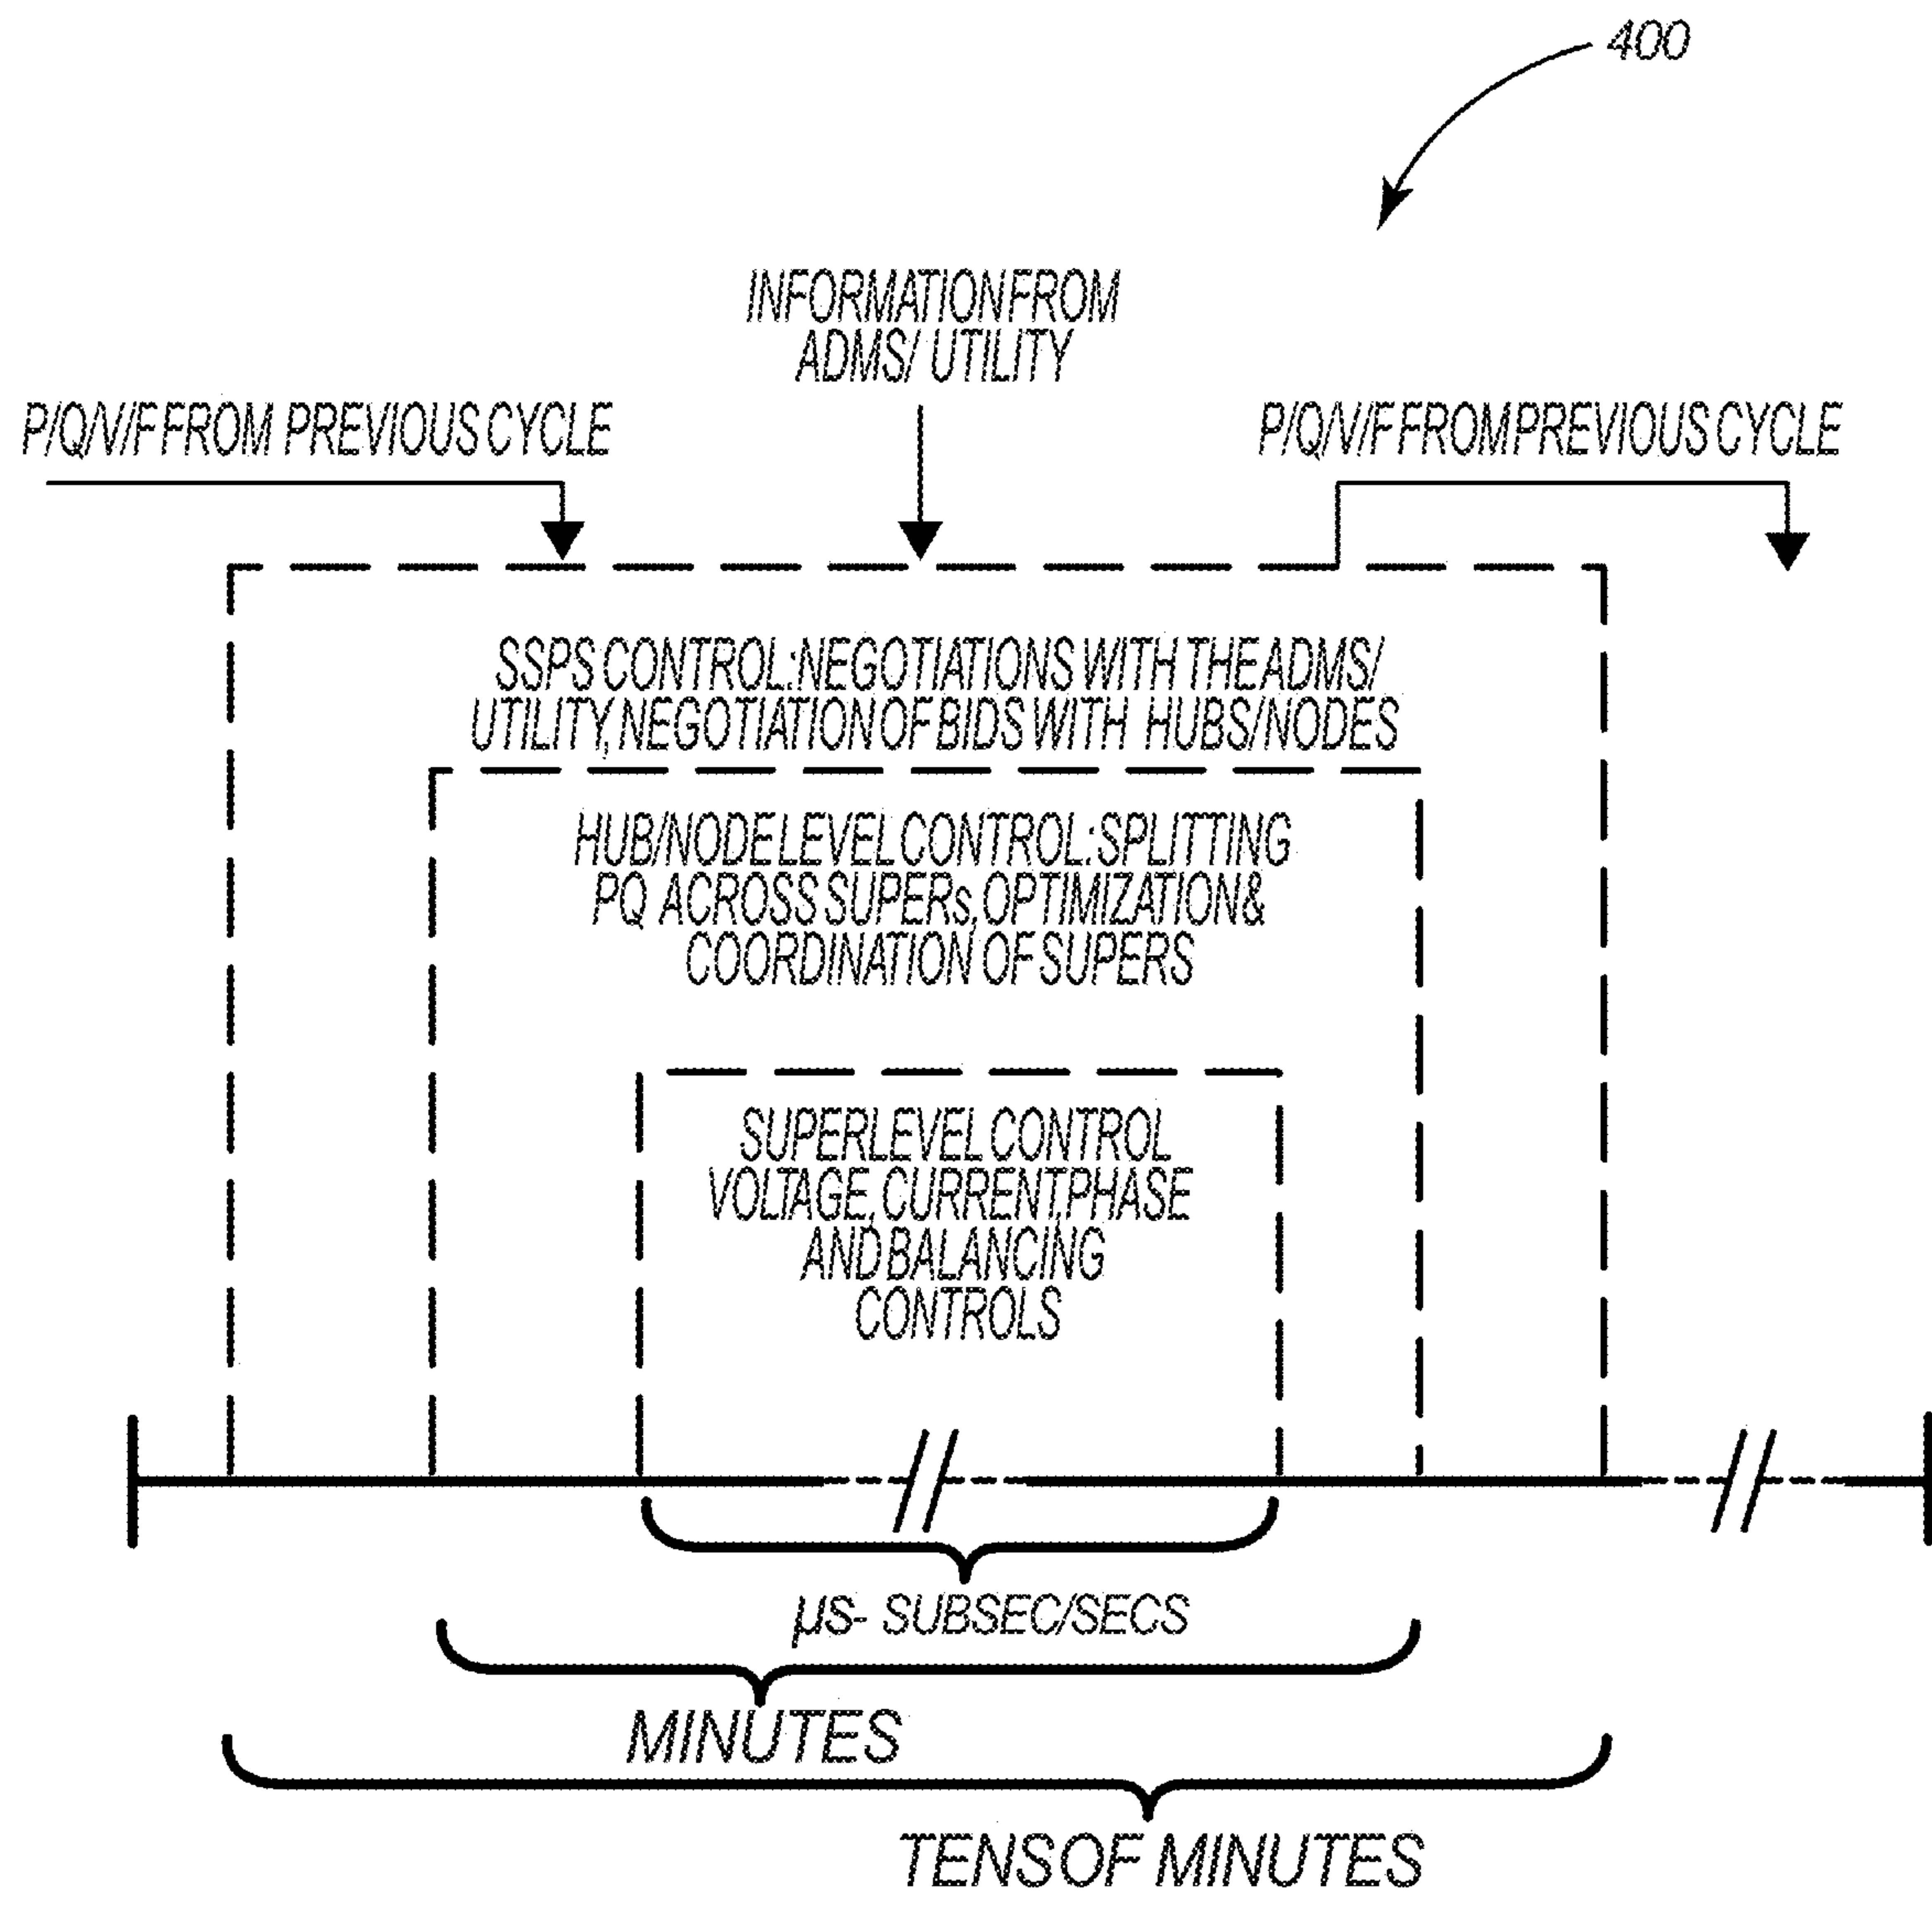 400
INFORMATION FROM
ADMS/ UTILITY
P/Q/V/F FROM PREVIOUS CYCLE
P/Q/V/F FROM PREVIOUS CYCLE
SSPS CONTROL: NEGOTIATIONS WITH THE ADMS/
UTILITY, NEGOTIATION OF BIDS WITH HUBS/NODES
HUB/NODE LEVEL CONTROL: SPLITTING
PQ ACROSS SUPERs, OPTIMIZATION &
COORDINATION OF SUPERS
SUPER LEVEL CONTROL
VOLTAGE, CURRENT, PHASE
AND BALANCING
CONTROLS
µs- SUBSEC/SECS
MINUTES
TENS OF MINUTES